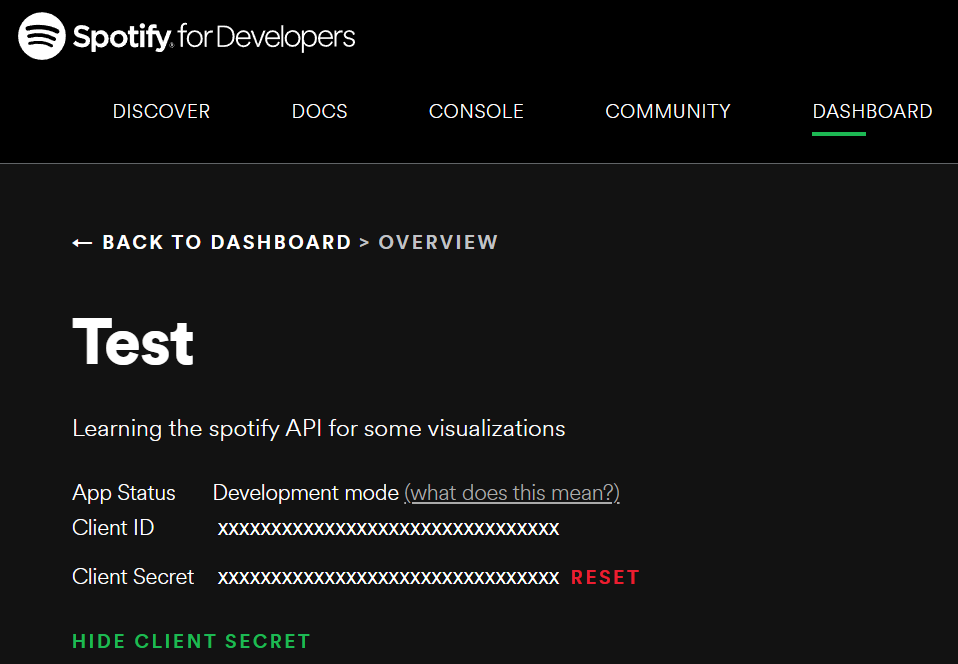 Spotify® for Developers
DISCOVER DOCS CONSOLE COMMUNITY DASHBOARD
← BACK TO DASHBOARD > OVERVIEW
Test
Learning the spotify API for some visualizations
App Status Development mode (what does this mean?)
Client ID xxxxxxxxxxxxxxxxxxxxxxxxxxxxxxxx
Client Secret xxxxxxxxxxxxxxxxxxxxxxxxxxxxxxxx RESET
HIDE CLIENT SECRET